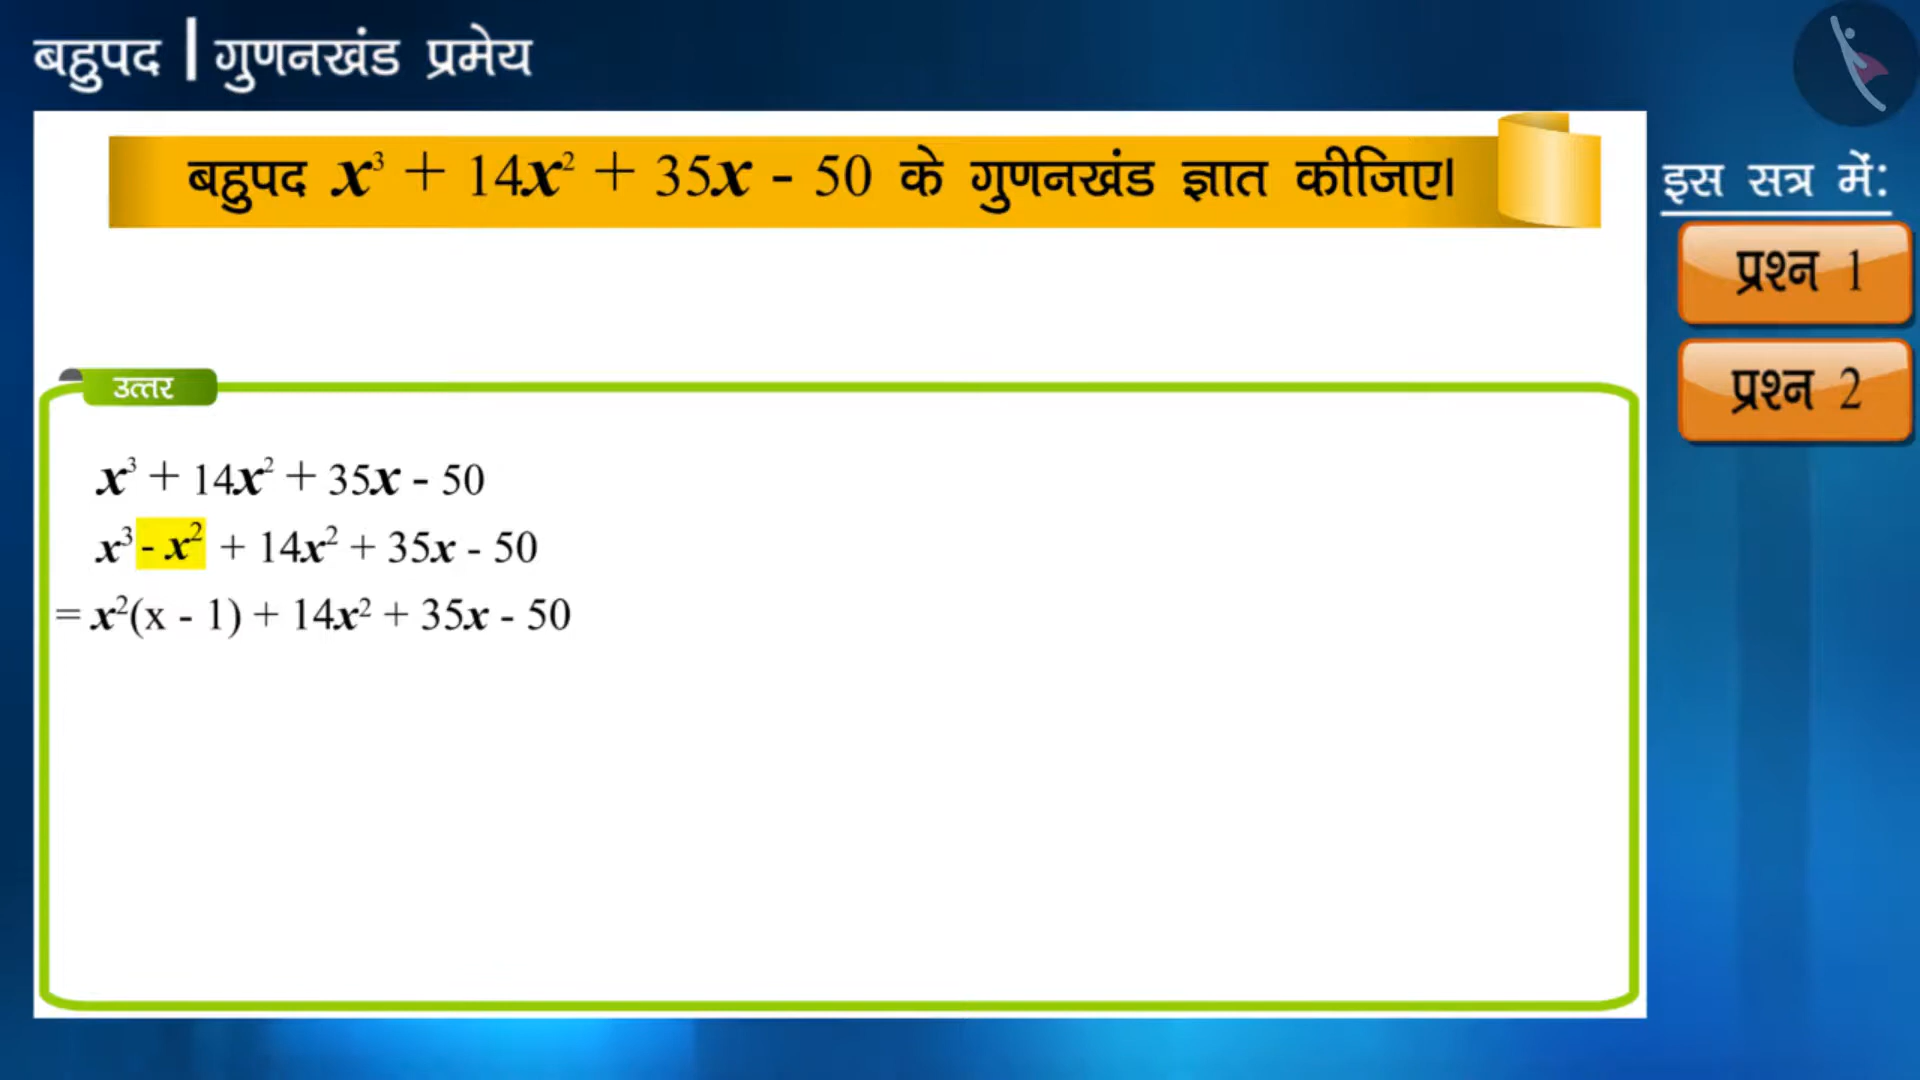 बहुपद | गुणनखंड प्रमेय
बहुपद x³ + 14x² + 35x - 50 के गुणनखंड ज्ञात कीजिए।
इस सत्र में:
प्रश्न 1
प्रश्न 2
उत्तर
x³ + 14x² + 35x - 50
x³ - x² + 14x² + 35x - 50
= x²(x - 1) + 14x² + 35x - 50